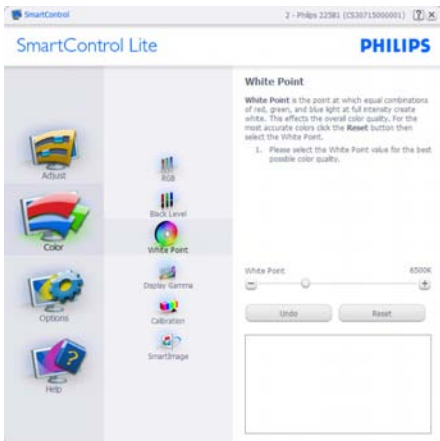 SmartControl
2 - Philips 225B1 (CS30715000001)
SmartControl Lite
PHILIPS
Adjust
Color
Options
Help
RGB
Black Level
White Point
Display Gamma
Calibration
SmartImage
White Point
White Point is the point at which equal combinations
of red, green, and blue light at full intensity create
white. This effects the overall color quality. For the
most accurate colors click the Reset button then
select the White Point.
1. Please select the White Point value for the best
possible color quality.
White Point
6500K
Undo
Reset